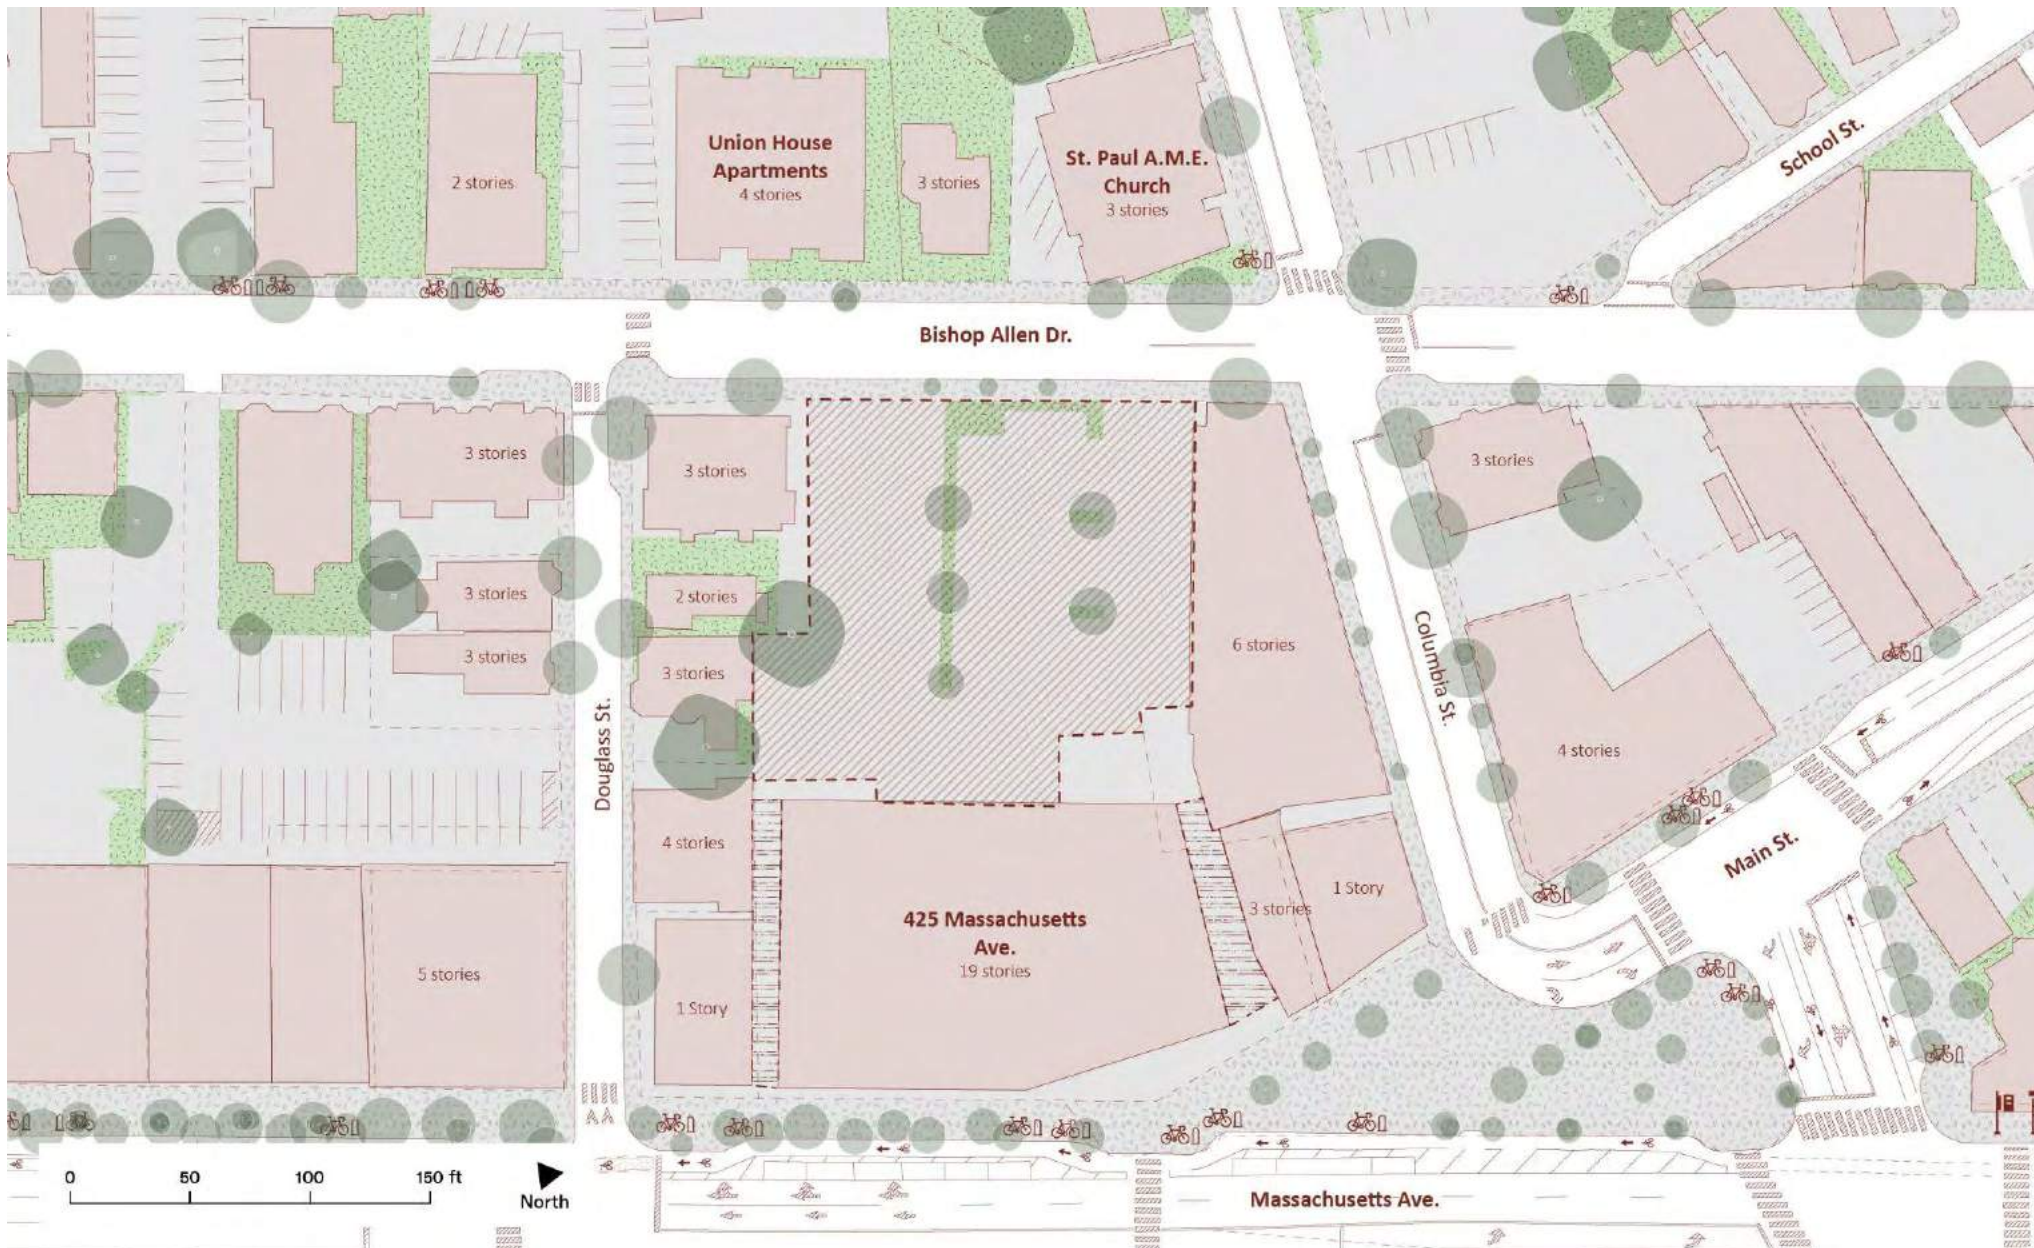 2 stories
Union House
Apartments
4 stories
3 stories
St. Paul A.M.E.
Church
3 stories
School St.
Bishop Allen Dr.
3 stories
3 stories
3 stories
3 stories
2 stories
3 stories
3 stories
6 stories
Columbia St.
Douglass St.
3 stories
4 stories
4 stories
Main St.
1 Story
3 stories
425 Massachusetts
Ave.
19 stories
5 stories
1 Story
0 50 100 150 ft
North
Massachusetts Ave.